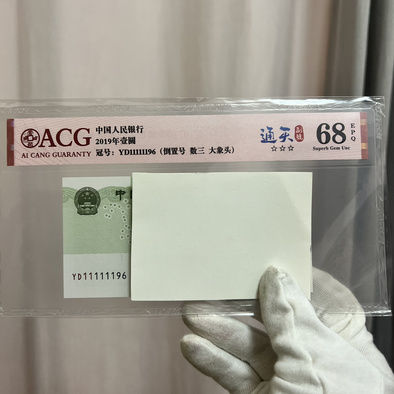 ACG
AI CANG GUARANTY
中国人民银行
2019年壹圆
冠号：YD11111196（倒置号 数三 大象头）
通天
☆☆☆
68
EPQ
Superb Gem Unc
中
YD11111196